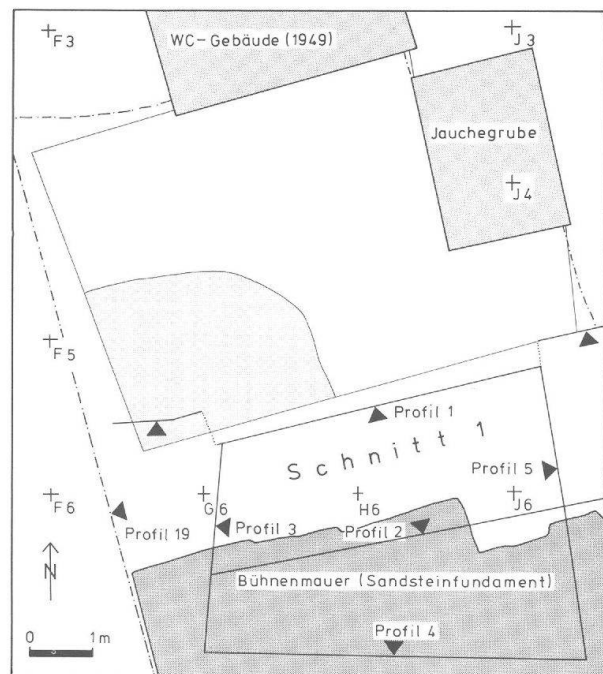 F3
WC-Gebäude (1949)
J3
Jauchegrube
J4
F5
Profil 1
Schnitt 1
Profil 5
F6
G6
H6
J6
Profil 19
Profil 3
Profil 2
N
Bühnenmauer (Sandsteinfundament)
Profil 4
0 1m